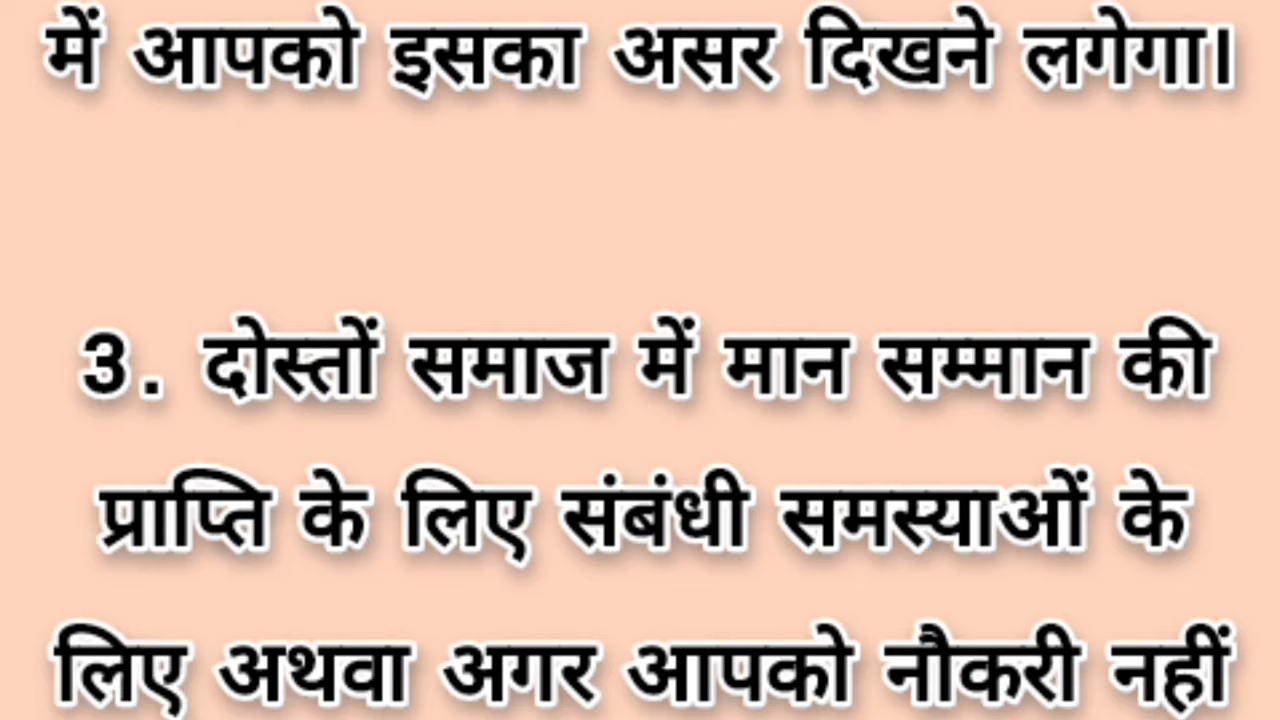 में आपको इसका असर दिखने लगेगा।
3. दोस्तों समाज में मान सम्मान की
प्राप्ति के लिए संबंधी समस्याओं के
लिए अथवा अगर आपको नौकरी नहीं